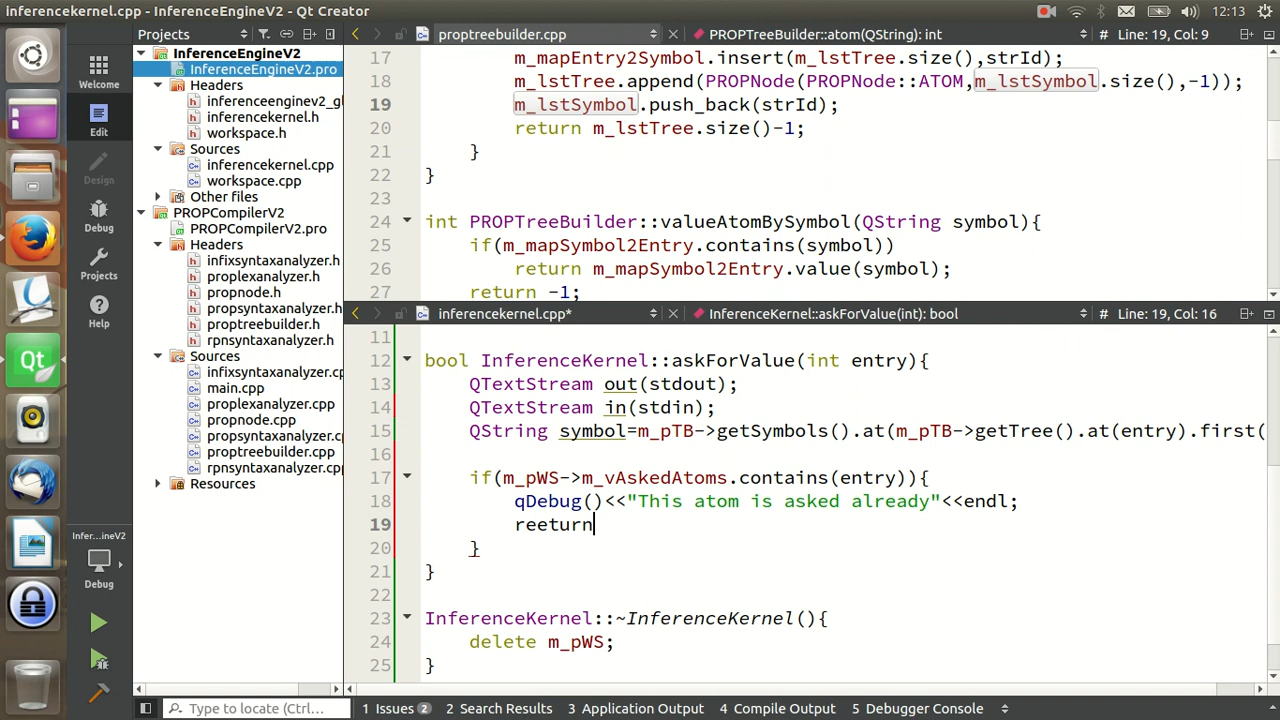 inferencekernel.cpp - InferenceEngineV2 - Qt Creator
12:13
Projects
proptreebuilder.cpp
PROPTreeBuilder::atom(QString): int
# Line: 19, Col: 9
Welcome
Edit
Design
Debug
Projects
Help
Infer...ineV2
Debug
InferenceEngineV2
InferenceEngineV2.pro
Headers
inferenceenginev2_gl
inferencekernel.h
workspace.h
Sources
inferencekernel.cpp
workspace.cpp
Other files
PROPCompilerV2
PROPCompilerV2.pro
Headers
infixsyntaxanalyzer.h
proplexanalyzer.h
propnode.h
propsyntaxanalyzer.h
proptreebuilder.h
rpnsyntaxanalyzer.h
Sources
infixsyntaxanalyzer.cp
main.cpp
proplexanalyzer.cpp
propnode.cpp
propsyntaxanalyzer.cp
proptreebuilder.cpp
rpnsyntaxanalyzer.cpp
Resources
17 m_mapEntry2Symbol.insert(m_lstTree.size(),strId);
18 m_lstTree.append(PROPNode(PROPNode::ATOM,m_lstSymbol.size(),-1));
19 m_lstSymbol.push_back(strId);
20 return m_lstTree.size()-1;
21 }
22 }
23
24 int PROPTreeBuilder::valueAtomBySymbol(QString symbol){
25 if(m_mapSymbol2Entry.contains(symbol))
26 return m_mapSymbol2Entry.value(symbol);
27 return -1;
inferencekernel.cpp*
InferenceKernel::askForValue(int): bool
# Line: 19, Col: 16
11
12 bool InferenceKernel::askForValue(int entry){
13 QTextStream out(stdout);
14 QTextStream in(stdin);
15 QString symbol=m_pTB->getSymbols().at(m_pTB->getTree().at(entry).first(
16
17 if(m_pWS->m_vAskedAtoms.contains(entry)){
18 qDebug()<<"This atom is asked already"<<endl;
19 reeturn
20 }
21 }
22
23 InferenceKernel::~InferenceKernel(){
24 delete m_pWS;
25 }
Type to locate (Ctrl...
1 Issues 2
2 Search Results
3 Application Output
4 Compile Output
5 Debugger Console